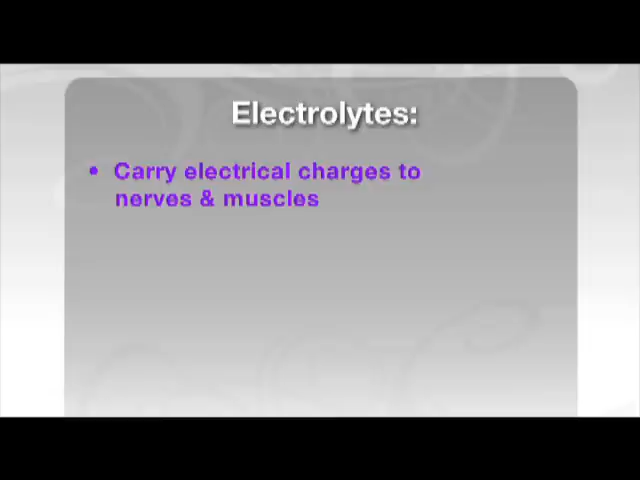 Electrolytes:
• Carry electrical charges to
nerves & muscles